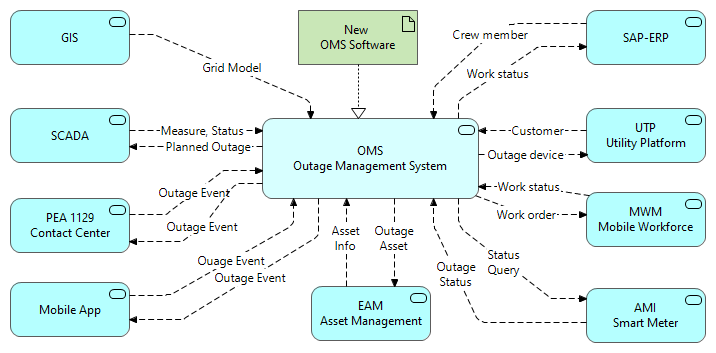 GIS
New
OMS Software
Crew member
SAP-ERP
Grid Model
Work status
SCADA
Measure, Status
Planned Outage
OMS
Outage Management System
Customer
Outage device
UTP
Utility Platform
Outage Event
Work status
PEA 1129
Contact Center
Outage Event
Work order
MWM
Mobile Workforce
Ouage Event
Outage Event
Asset
Info
Outage
Asset
Outage
Status
Status
Query
Mobile App
EAM
Asset Management
AMI
Smart Meter